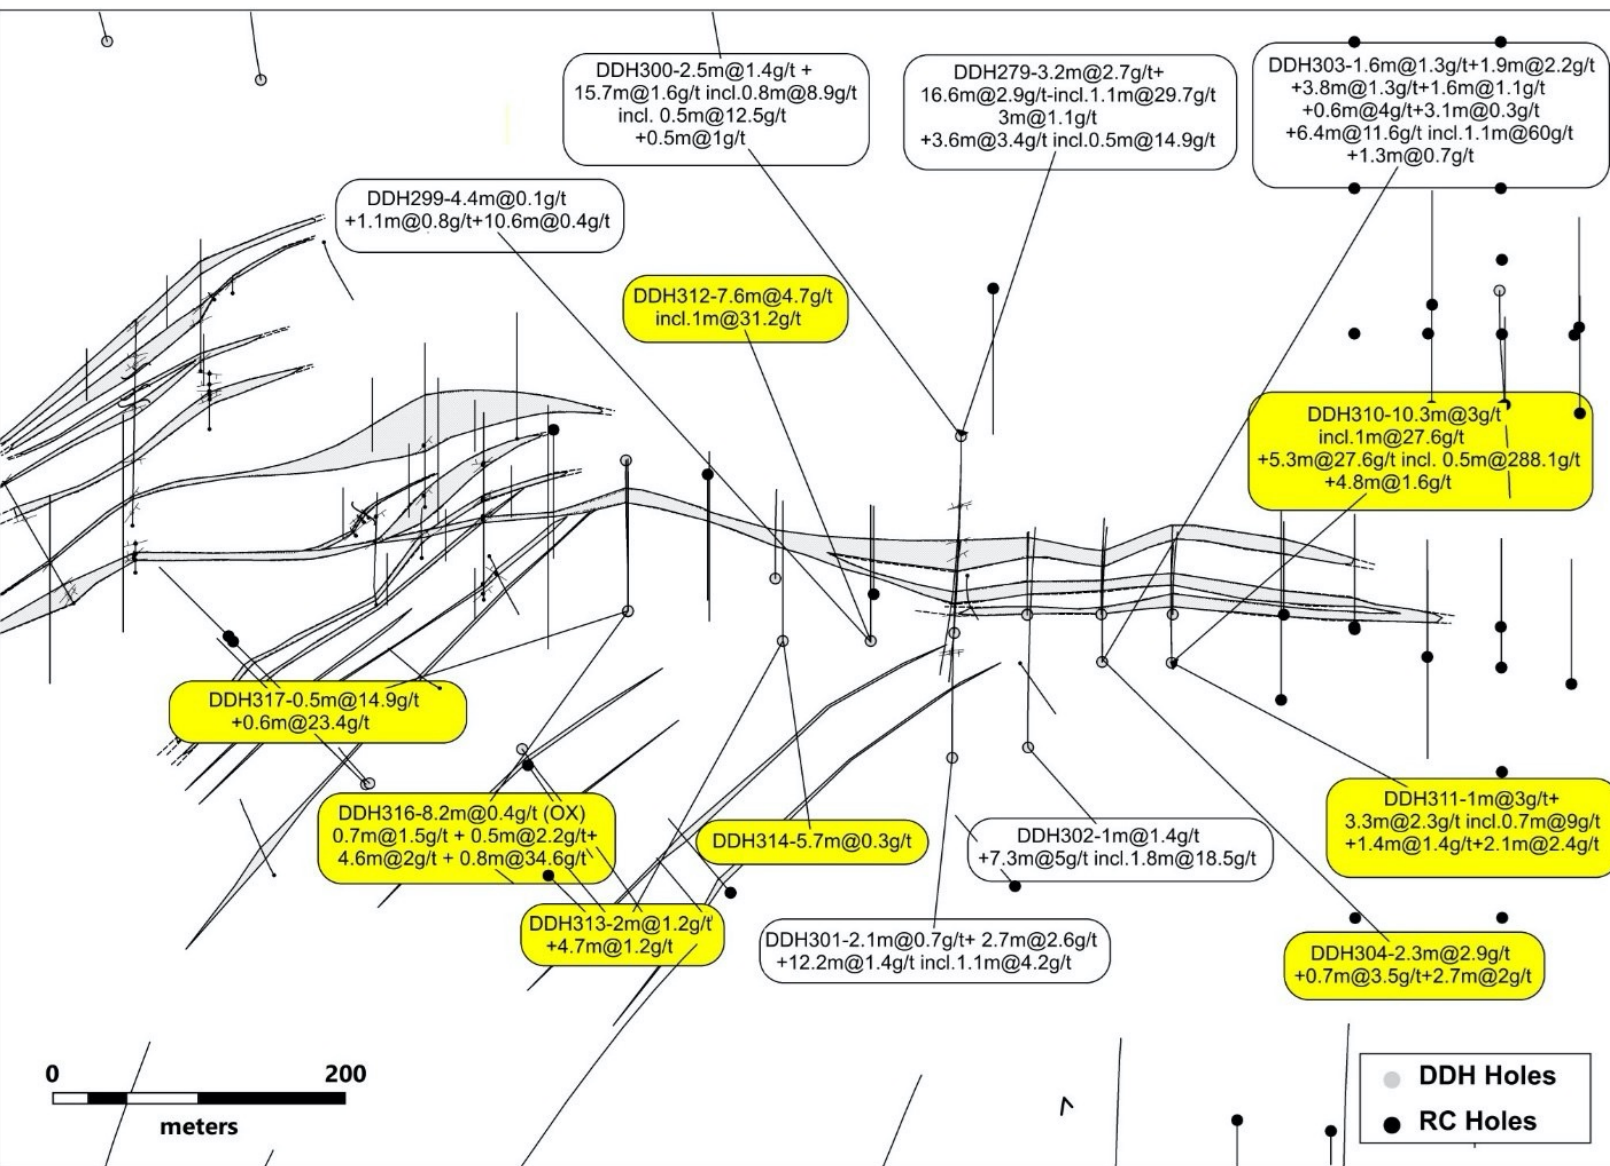 DDH300-2.5m@1.4g/t +
15.7m@1.6g/t incl.0.8m@8.9g/t
incl. 0.5m@12.5g/t
+0.5m@1g/t
DDH279-3.2m@2.7g/t+
16.6m@2.9g/t-incl.1.1m@29.7g/t
3m@1.1g/t
+3.6m@3.4g/t incl.0.5m@14.9g/t
DDH303-1.6m@1.3g/t+1.9m@2.2g/t
+3.8m@1.3g/t+1.6m@1.1g/t
+0.6m@4g/t+3.1m@0.3g/t
+6.4m@11.6g/t incl.1.1m@60g/t
+1.3m@0.7g/t
DDH299-4.4m@0.1g/t
+1.1m@0.8g/t+10.6m@0.4g/t
DDH312-7.6m@4.7g/t
incl.1m@31.2g/t
DDH310-10.3m@3g/t
incl.1m@27.6g/t
+5.3m@27.6g/t incl. 0.5m@288.1g/t
+4.8m@1.6g/t
DDH317-0.5m@14.9g/t
+0.6m@23.4g/t
DDH316-8.2m@0.4g/t (OX)
0.7m@1.5g/t + 0.5m@2.2g/t+
4.6m@2g/t + 0.8m@34.6g/t
DDH314-5.7m@0.3g/t
DDH302-1m@1.4g/t
+7.3m@5g/t incl.1.8m@18.5g/t
DDH311-1m@3g/t+
3.3m@2.3g/t incl.0.7m@9g/t
+1.4m@1.4g/t+2.1m@2.4g/t
DDH313-2m@1.2g/t
+4.7m@1.2g/t
DDH301-2.1m@0.7g/t+ 2.7m@2.6g/t
+12.2m@1.4g/t incl.1.1m@4.2g/t
DDH304-2.3m@2.9g/t
+0.7m@3.5g/t+2.7m@2g/t
0 200
meters
DDH Holes
RC Holes